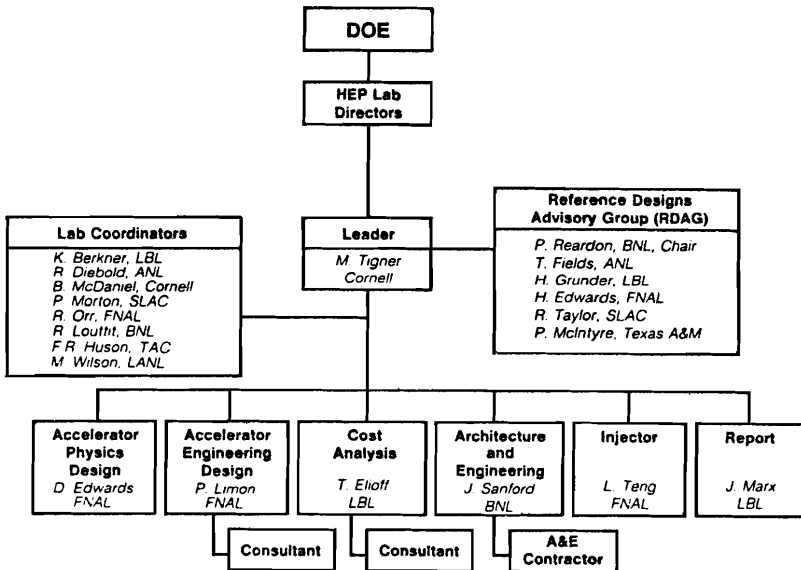 DOE
HEP Lab
Directors
Lab Coordinators
K. Berkner, LBL
R. Diebold, ANL
B. McDaniel, Cornell
P. Morton, SLAC
R. Orr, FNAL
R. Louttit, BNL
F.R. Huson, TAC
M. Wilson, LANL
Leader
M. Tigner
Cornell
Reference Designs
Advisory Group (RDAG)
P. Reardon, BNL, Chair
T. Fields, ANL
H. Grunder, LBL
H. Edwards, FNAL
R. Taylor, SLAC
P. McIntyre, Texas A&M
Accelerator
Physics
Design
D. Edwards
FNAL
Accelerator
Engineering
Design
P. Limon
FNAL
Cost
Analysis
T. Elioff
LBL
Architecture
and
Engineering
J. Sanford
BNL
Injector
L. Teng
FNAL
Report
J. Marx
LBL
Consultant
Consultant
A&E
Contractor